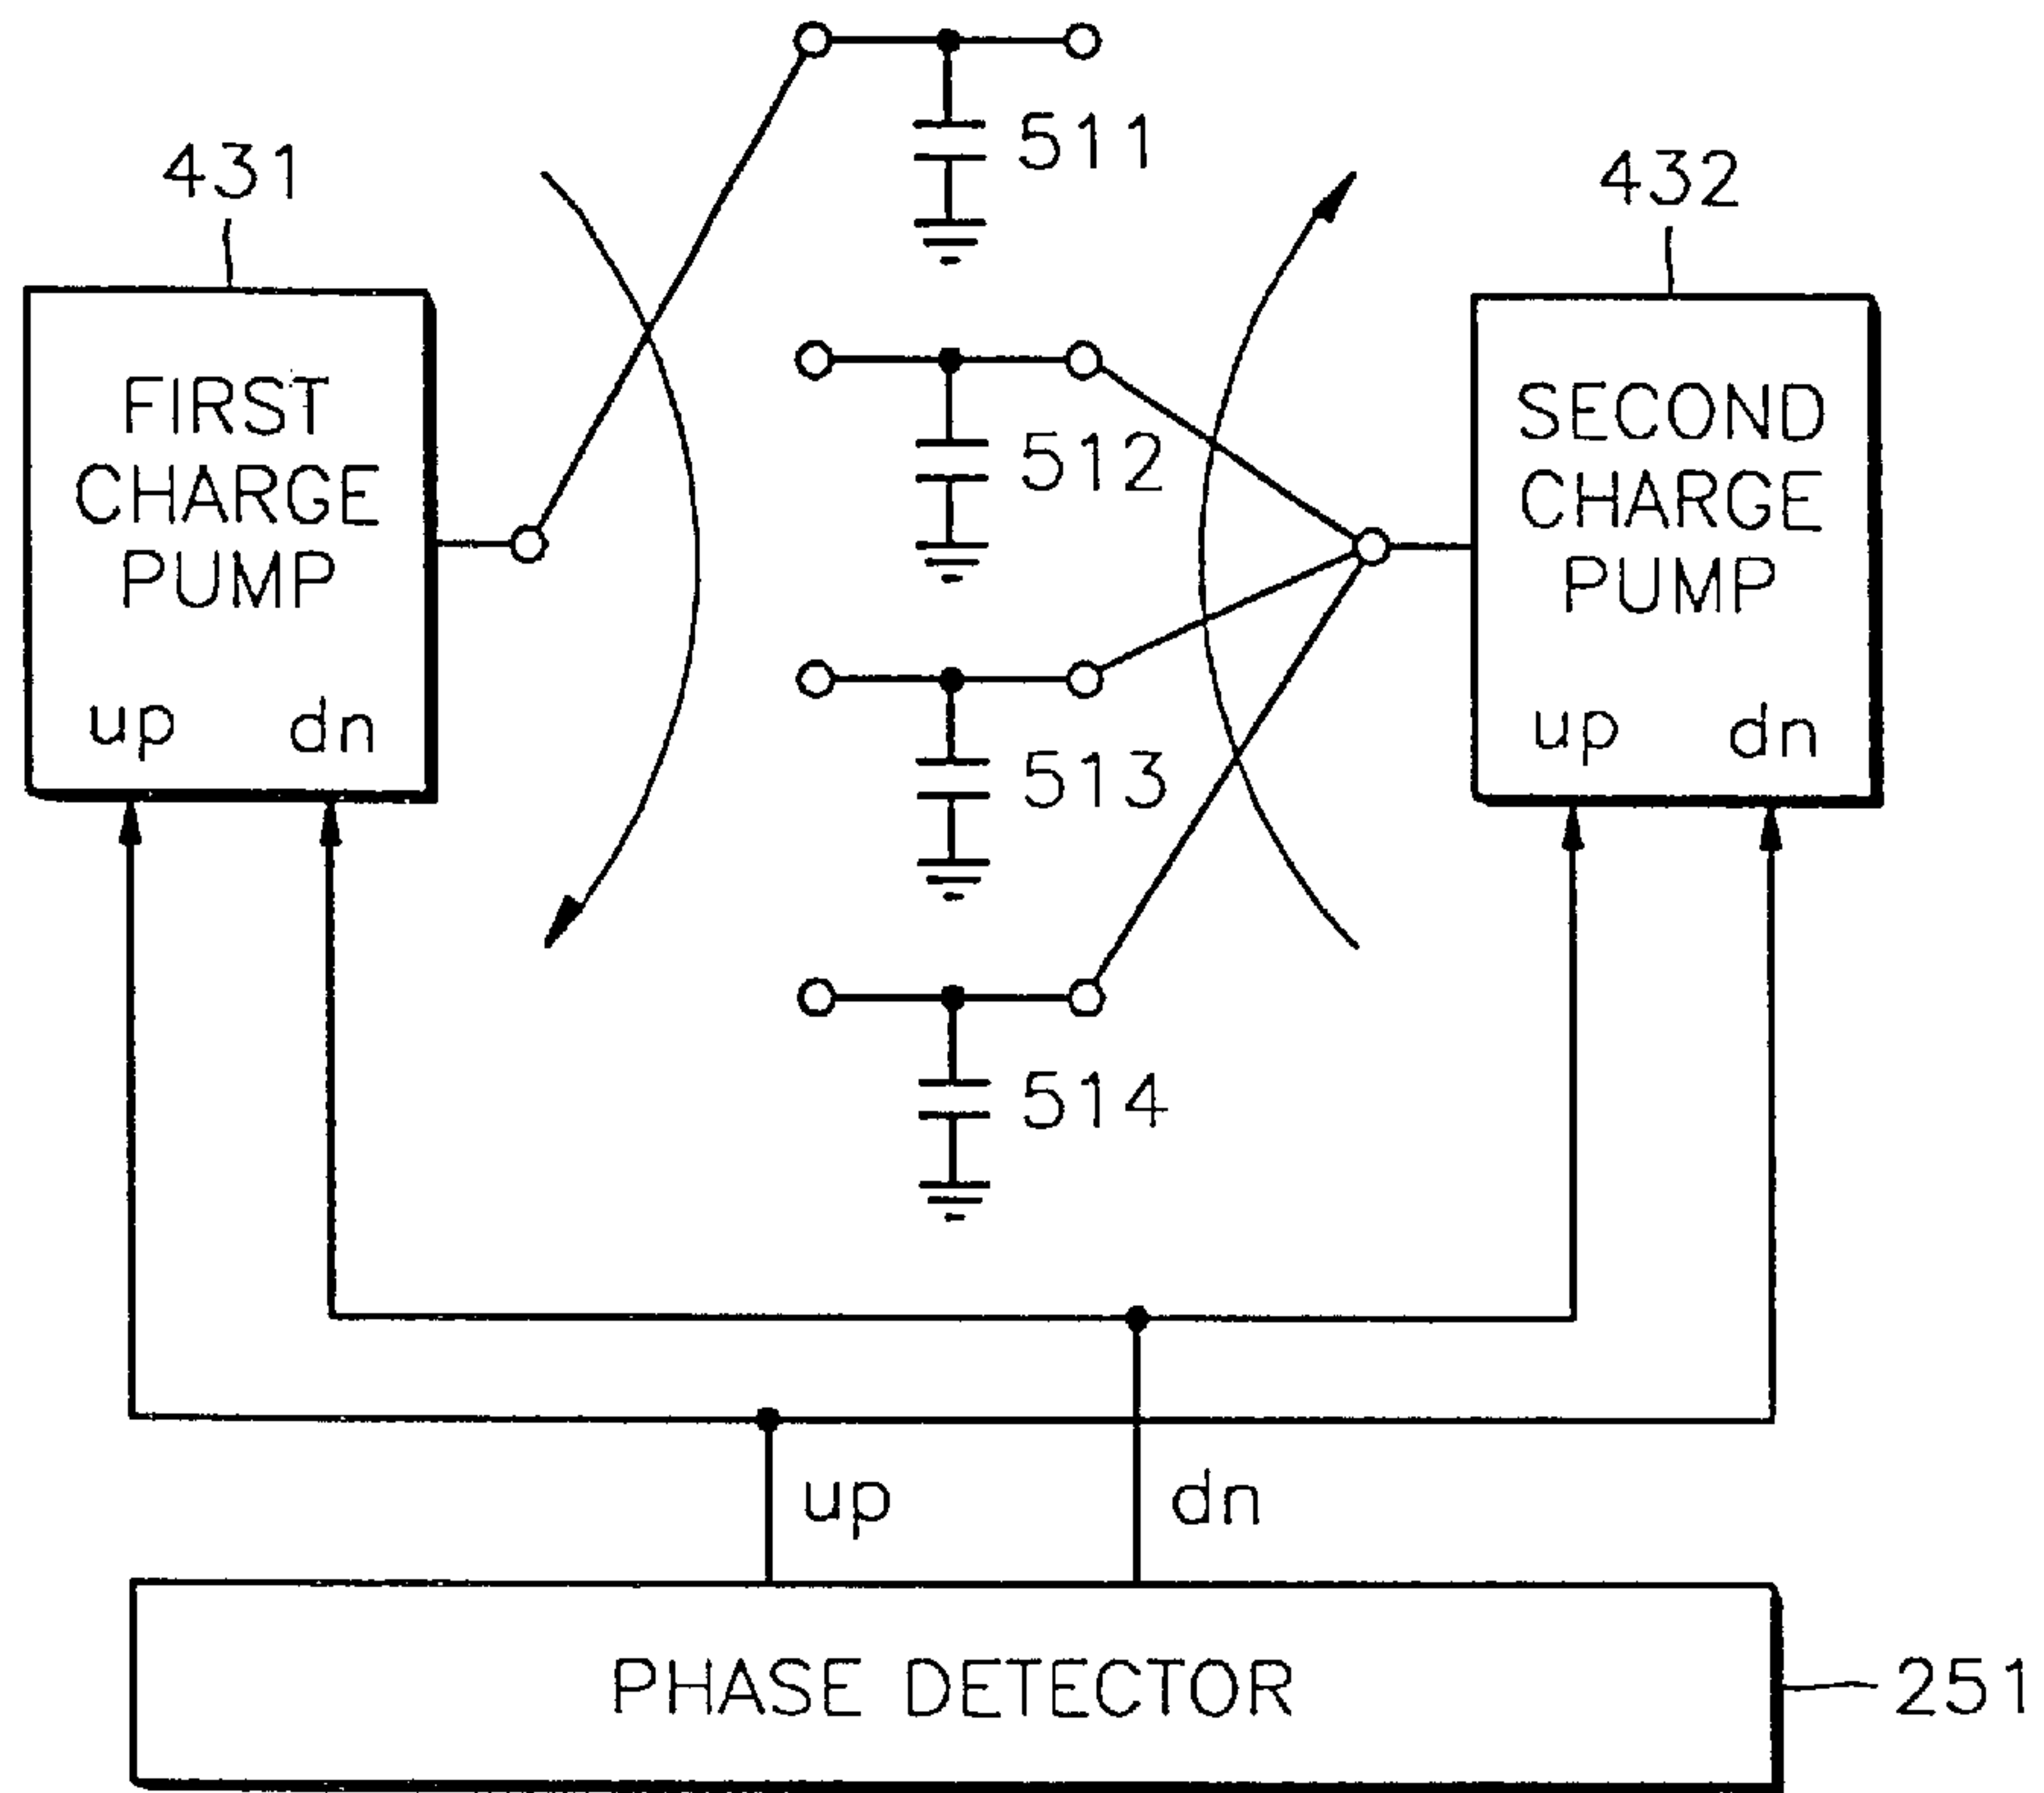 511
431
432
FIRST
CHARGE
PUMP
up dn
512
SECOND
CHARGE
PUMP
up dn
513
514
up
dn
PHASE DETECTOR
251